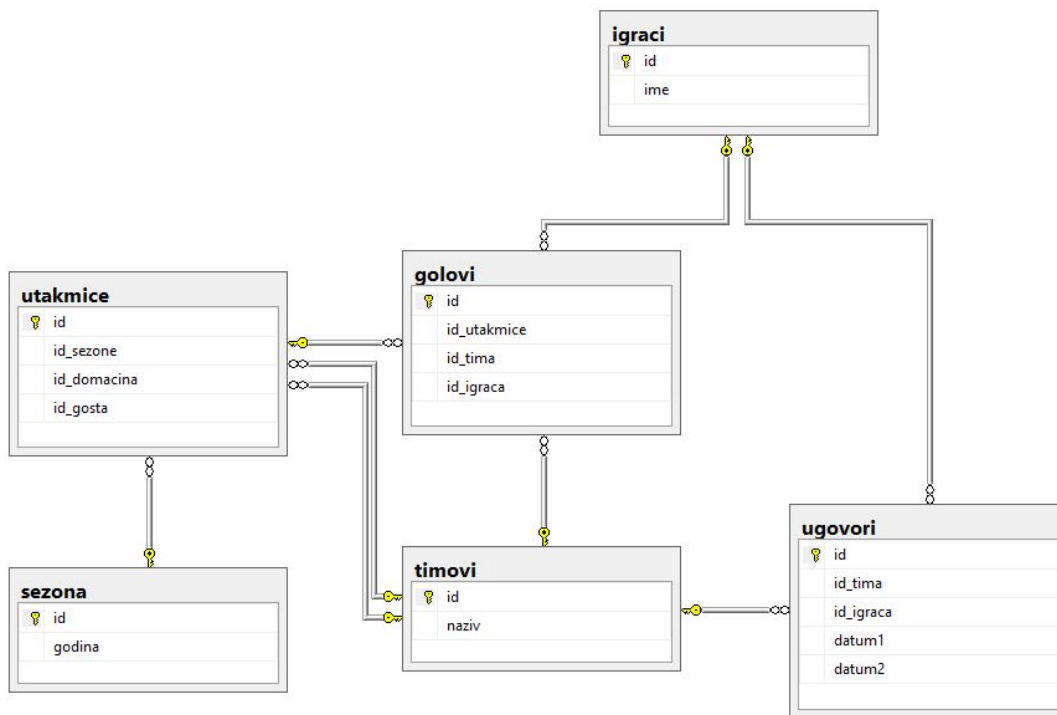 igraci
id
ime
utakmice
id
id_sezone
id_domacina
id_gosta
golovi
id
id_utakmice
id_tima
id_igraca
sezona
id
godina
timovi
id
naziv
ugovori
id
id_tima
id_igraca
datum1
datum2